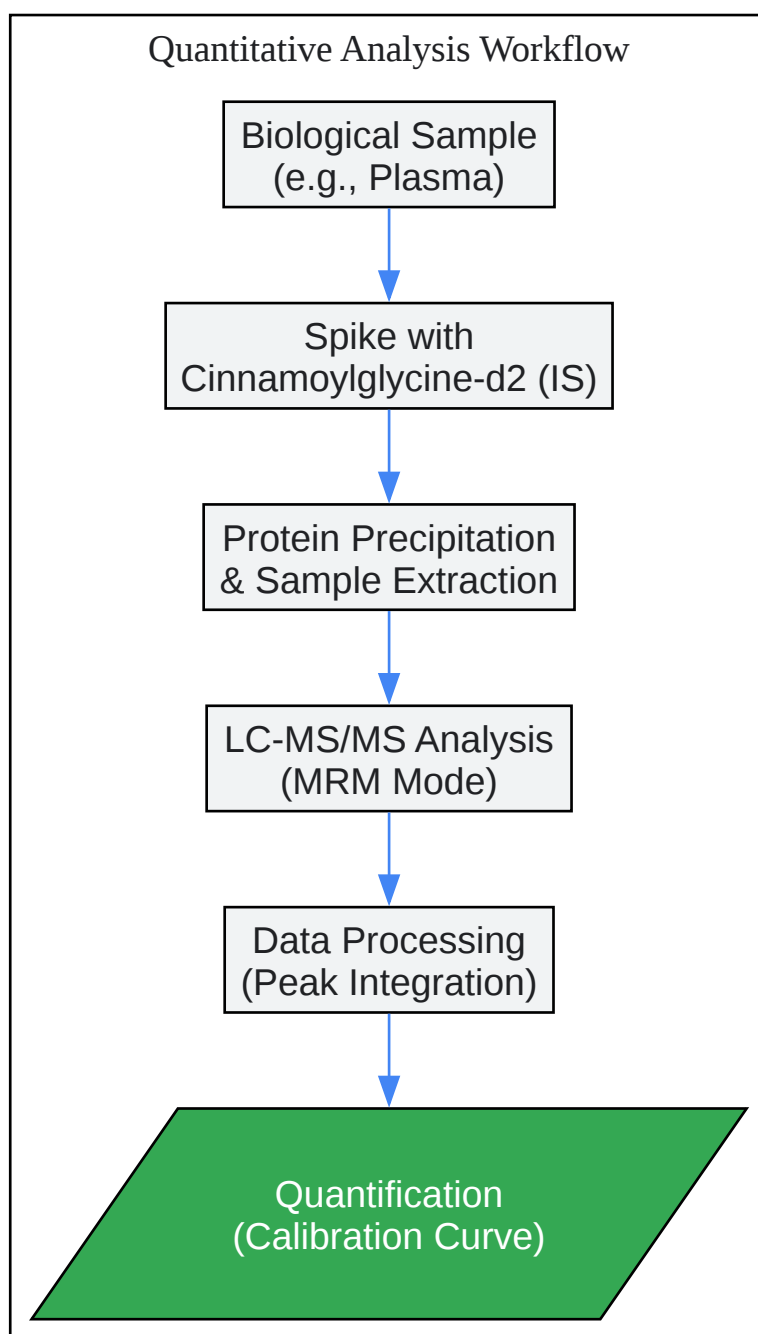 Quantitative Analysis Workflow
Biological Sample
(e.g., Plasma)
Spike with
Cinnamoylglycine-d2 (IS)
Protein Precipitation
& Sample Extraction
LC-MS/MS Analysis
(MRM Mode)
Data Processing
(Peak Integration)
Quantification
(Calibration Curve)